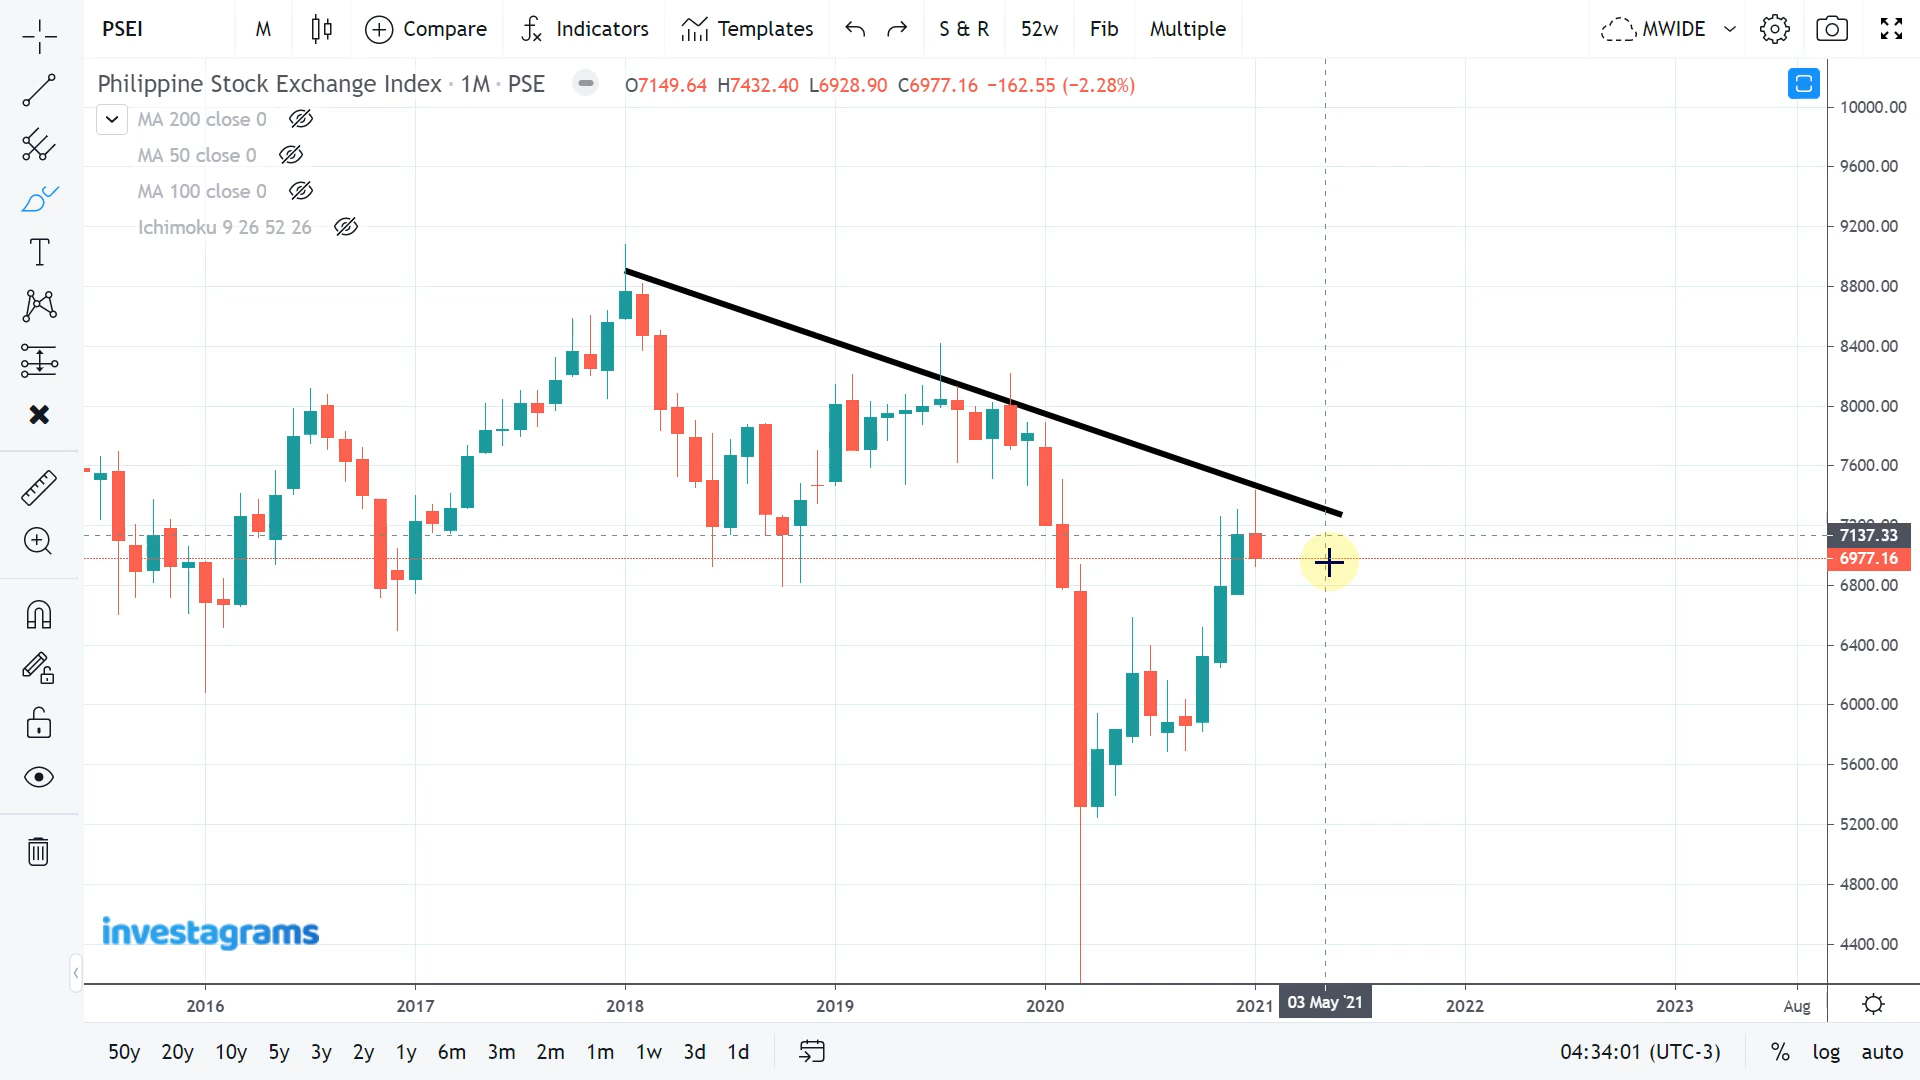 PSEI M Compare Indicators Templates S & R 52w Fib Multiple MWIDE
Philippine Stock Exchange Index · 1M · PSE O7149.64 H7432.40 L6928.90 C6977.16 −162.55 (−2.28%)
MA 200 close 0
MA 50 close 0
MA 100 close 0
Ichimoku 9 26 52 26
10000.00
9600.00
9200.00
8800.00
8400.00
8000.00
7600.00
7200.00
7137.33
6977.16
6800.00
6400.00
6000.00
5600.00
5200.00
4800.00
4400.00
investagrams
2016 2017 2018 2019 2020 2021 03 May '21 2022 2023 Aug
50y 20y 10y 5y 3y 2y 1y 6m 3m 2m 1m 1w 3d 1d 04:34:01 (UTC-3) % log auto